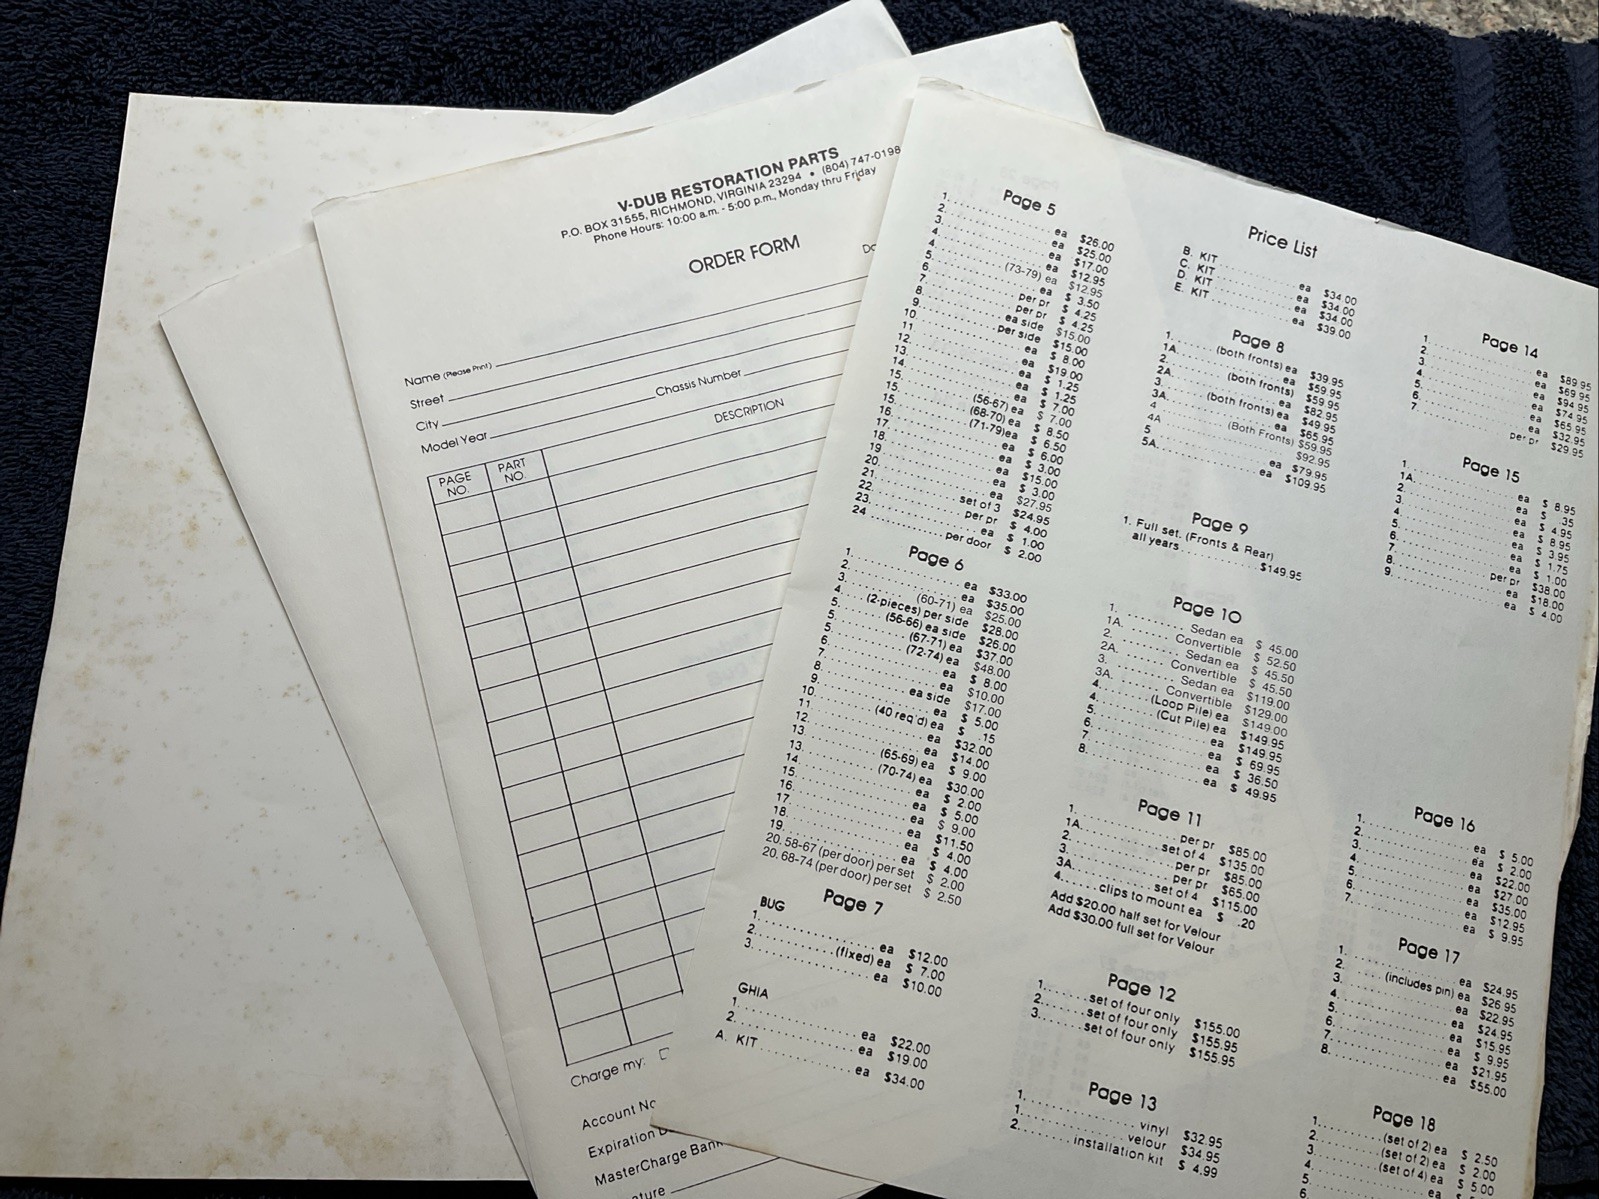 V-DUB RESTORATION PARTS
P.O. BOX 31555, RICHMOND, VIRGINIA 23294 • (804) 747-0198
Phone Hours: 10:00 a.m. - 5:00 p.m., Monday thru Friday
ORDER FORM
Name (Please Print)
Street
City
Model Year Chassis Number
PAGE NO. PART NO. DESCRIPTION
Charge my:
Account No
Expiration
MasterCharge Bank
Page 5
1. ea $26.00
2. ea $25.00
3. ea $17.00
4. ea $12.95
4. (73-79) ea $12.95
5. ea $ 3.50
6. per pr $ 4.25
7. per pr $ 4.25
8. ea side $15.00
9. per side $15.00
10. ea $ 8.00
11. ea $19.00
12. ea $ 1.25
13. ea $ 1.25
14. ea $ 7.00
15. (56-67) ea $ 7.00
15. (68-70) ea $ 8.50
15. (71-79)ea $ 6.50
16. ea $ 6.00
17. ea $ 3.00
18. ea $15.00
19. ea $ 3.00
20. ea $27.95
21. set of 3 $24.95
22. per pr $ 4.00
23. ea $ 1.00
24 per door $ 2.00
Page 6
1. ea $33.00
2. ea $35.00
3. (60-71) ea $25.00
4. (2-pieces) per side $28.00
5. (56-66) ea side $26.00
5. (67-71) ea $37.00
5. (72-74) ea $48.00
6. ea $ 8.00
7. ea $10.00
8. ea side $17.00
9. ea $ 5.00
10. (40 req'd) ea $ .15
11. ea $32.00
12. ea $14.00
13. (65-69) ea $ 9.00
13. (70-74) ea $30.00
14. ea $ 2.00
15. ea $ 5.00
16. ea $ 9.00
17. ea $11.50
18. ea $ 4.00
19. ea $ 4.00
20. 58-67 (per door) per set $ 2.00
20. 68-74 (per door) per set $ 2.50
Page 7
BUG
1. ea $12.00
2. (fixed) ea $ 7.00
3. ea $10.00
GHIA
1. ea $22.00
2. ea $19.00
A. KIT ea $34.00
Price List
B. KIT ea $34.00
C. KIT ea $34.00
D. KIT ea $34.00
E. KIT ea $39.00
Page 8
1. (both fronts) ea $39.95
1A. ea $59.95
2. (both fronts) $59.95
2A. ea $82.95
3. (both fronts) ea $49.95
3A. ea $65.95
4 (Both Fronts) $59.95
4A. $92.95
5. ea $79.95
5A. ea $109.95
Page 9
1. Full set. (Fronts & Rear)
all years $149.95
Page 10
1. Sedan ea $ 45.00
1A. Convertible $ 52.50
2. Sedan ea $ 45.50
2A. Convertible $ 45.50
3. Sedan ea $119.00
3A. Convertible $129.00
4. (Loop Pile) ea $149.00
4. (Cut Pile) ea $149.95
5. ea $149.95
6. ea $ 69.95
7. ea $ 36.50
8. ea $ 49.95
Page 11
1. per pr $85.00
1A. set of 4 $135.00
2. per pr $85.00
3. per pr $65.00
3A. set of 4 $115.00
4. clips to mount ea $ .20
Add $20.00 half set for Velour
Add $30.00 full set for Velour
Page 12
1. set of four only $155.00
2. set of four only $155.95
3. set of four only $155.95
Page 13
1. vinyl $32.95
1. velour $34.95
2. installation kit $ 4.99
Page 14
1. ea $89.95
2. ea $69.95
3. ea $94.95
4. ea $74.95
5. ea $65.95
6. ea $32.95
7 per pr $29.95
Page 15
1. ea $ 8.95
1A. ea $ .35
2. ea $ 4.95
3. ea $ 8.95
4. ea $ 3.95
5. ea $ 1.75
6. ea $ 1.00
7. per pr $38.00
8. ea $18.00
9. ea $ 4.00
Page 16
1. ea $ 5.00
2. ea $ 2.00
3. ea $22.00
4. ea $27.00
5. ea $35.00
6. ea $12.95
7. ea $ 9.95
Page 17
1. ea $24.95
2. (includes pin) ea $26.95
3. ea $22.95
4. ea $24.95
5. ea $15.95
6. ea $ 9.95
7. ea $21.95
8. ea $55.00
Page 18
1. (set of 2) ea $ 2.50
2. (set of 2) ea $ 2.00
3. (set of 4) ea $ 5.00
4.
5.
6.